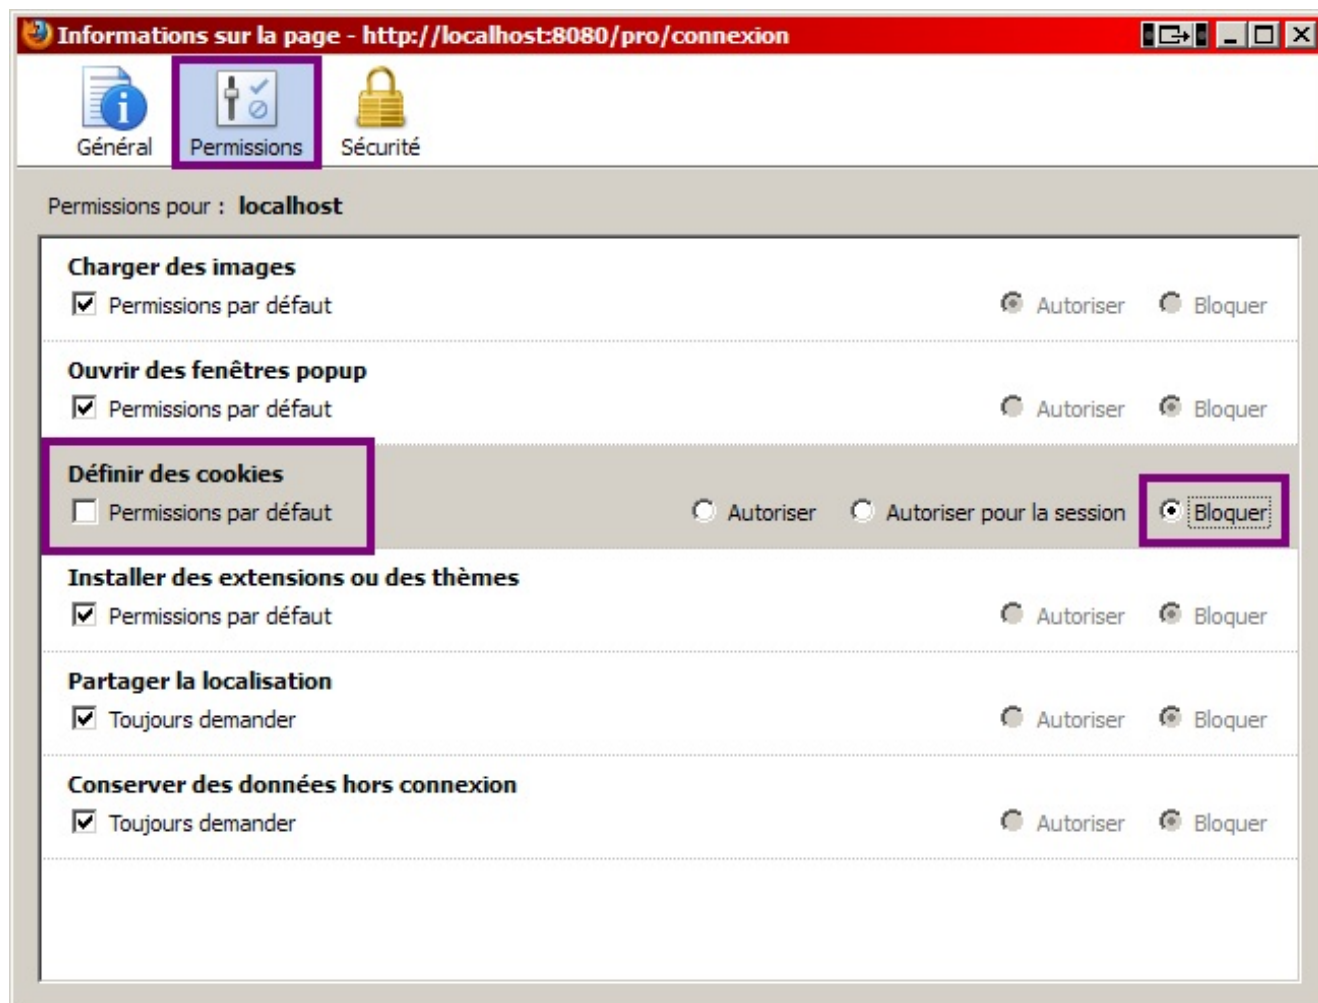 Informations sur la page - http://localhost:8080/pro/connexion
Général Permissions Sécurité
Permissions pour : localhost
Charger des images
Permissions par défaut Autoriser Bloquer
Ouvrir des fenêtres popup
Permissions par défaut Autoriser Bloquer
Définir des cookies
Permissions par défaut Autoriser Autoriser pour la session Bloquer
Installer des extensions ou des thèmes
Permissions par défaut Autoriser Bloquer
Partager la localisation
Toujours demander Autoriser Bloquer
Conserver des données hors connexion
Toujours demander Autoriser Bloquer